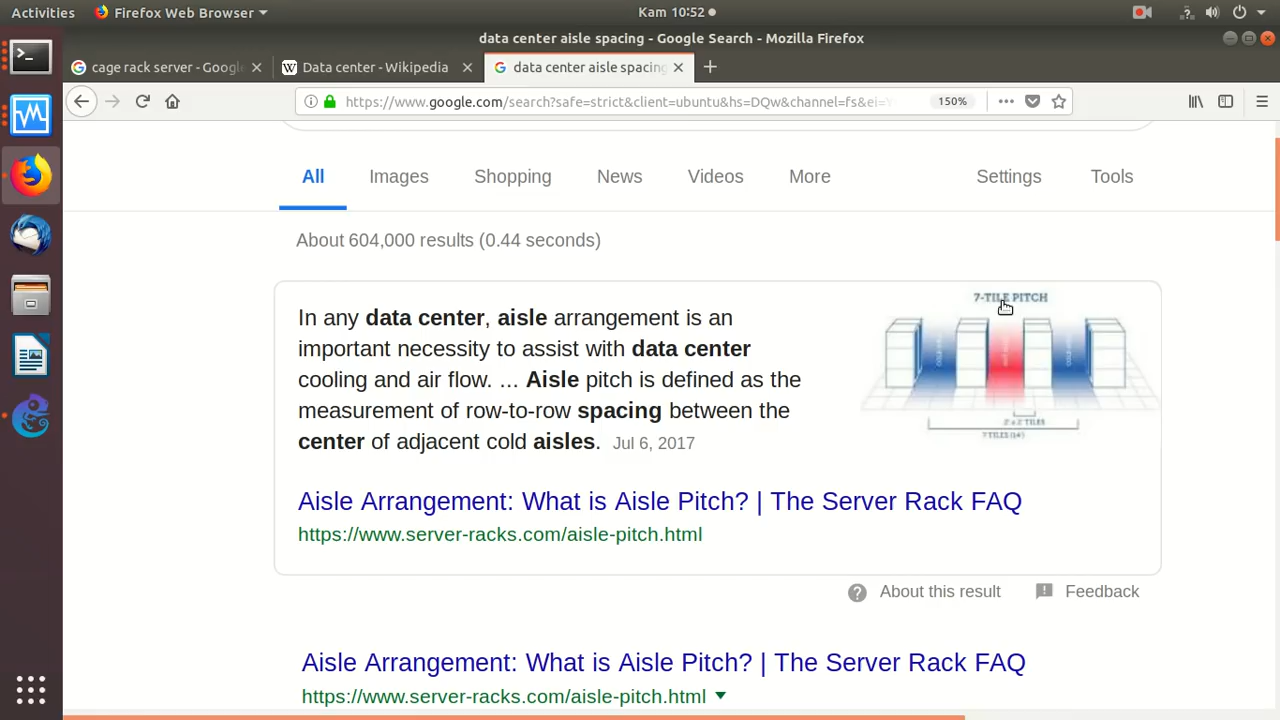 Activities Firefox Web Browser Kam 10:52
data center aisle spacing - Google Search - Mozilla Firefox
cage rack server - Googl Data center - Wikipedia data center aisle spacing
https://www.google.com/search?safe=strict&client=ubuntu&hs=DQw&channel=fs&ei= 150%
All Images Shopping News Videos More Settings Tools
About 604,000 results (0.44 seconds)
7-TILE PITCH
In any data center, aisle arrangement is an
important necessity to assist with data center
cooling and air flow. ... Aisle pitch is defined as the
measurement of row-to-row spacing between the
center of adjacent cold aisles. Jul 6, 2017
2' x 2' TILES
7 TILES (14')
Aisle Arrangement: What is Aisle Pitch? | The Server Rack FAQ
https://www.server-racks.com/aisle-pitch.html
About this result Feedback
Aisle Arrangement: What is Aisle Pitch? | The Server Rack FAQ
https://www.server-racks.com/aisle-pitch.html